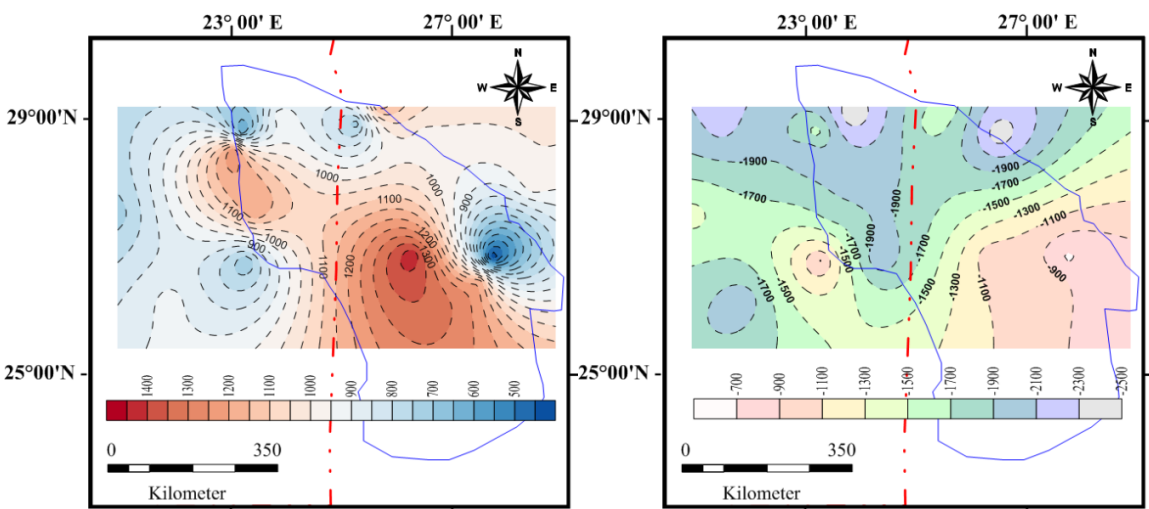 23°00' E 27°00' E 23°00' E 27°00' E
N N
W E W E
S S
29°00'N 29°00'N
1000 1000 900 1100 1100 1000 900 1200 1300 1100 1200
-1900 -1700 -1900 -1900 -1700 -1500 -1300 -1100 -1700 -1500 -1900 -1700 -1500 -1300 -1100 -900 -1700 -1500
25°00'N 25°00'N
1400 1300 1200 1100 1000 900 800 700 600 500
-700 -900 -1100 -1300 -1500 -1700 -1900 -2100 -2300 -2500
0 350 0 350
Kilometer Kilometer